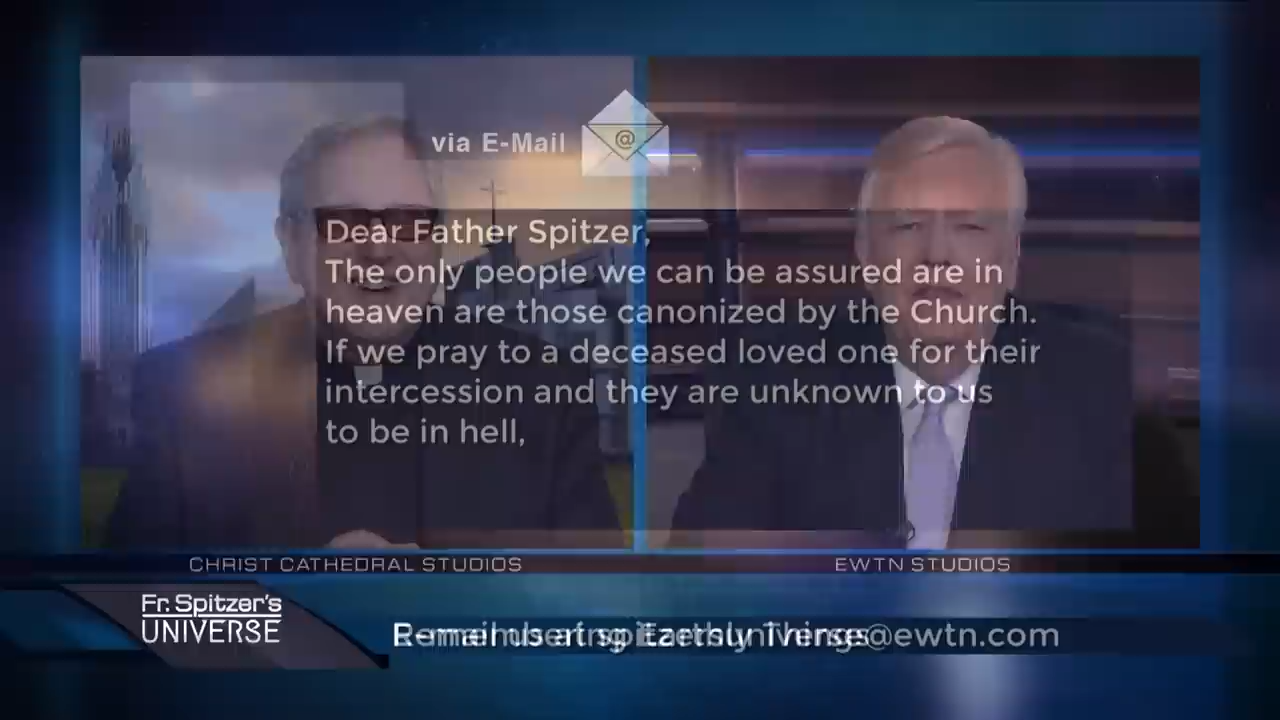 via E-Mail
@
Dear Father Spitzer,
The only people we can be assured are in
heaven are those canonized by the Church.
If we pray to a deceased loved one for their
intercession and they are unknown to us
to be in hell,
CHRIST CATHEDRAL STUDIOS
EWTN STUDIOS
Fr. Spitzer's
UNIVERSE
@ewtn.com